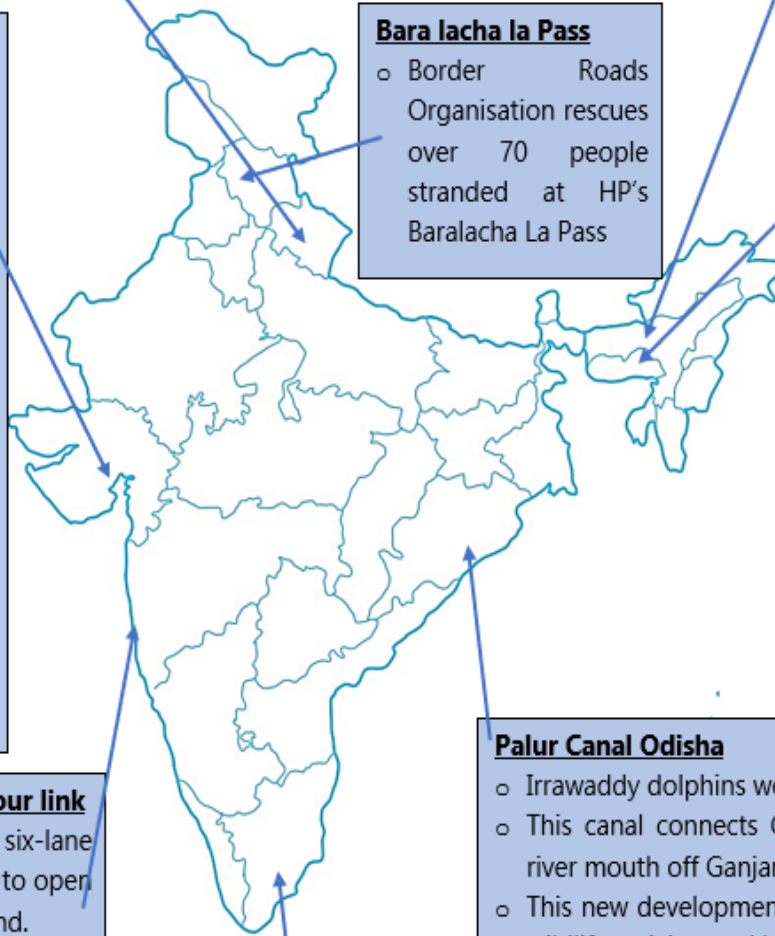 Bara lacha la Pass
o Border Roads
Organisation rescues
over 70 people
stranded at HP's
Baralacha La Pass
our link
six-lane
to open
nd.
Palur Canal Odisha
o Irrawaddy dolphins we
o This canal connects C
river mouth off Ganjar
o This new developmen